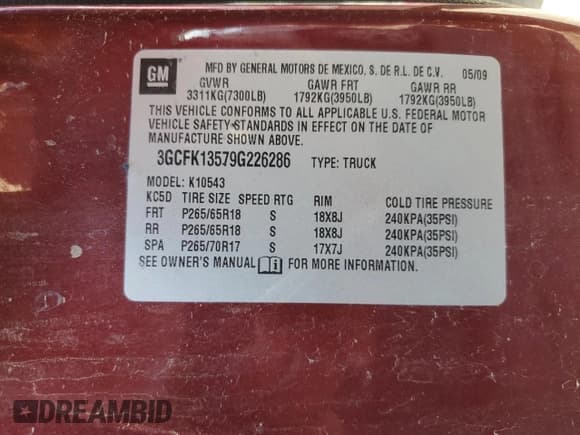 GM
MFD BY GENERAL MOTORS DE MEXICO, S. DE R.L. DE C.V. 05/09
GVWR GAWR FRT GAWR RR
3311KG(7300LB) 1792KG(3950LB) 1792KG(3950LB)
THIS VEHICLE CONFORMS TO ALL APPLICABLE U.S. FEDERAL MOTOR
VEHICLE SAFETY STANDARDS IN EFFECT ON THE DATE OF
MANUFACTURE SHOWN ABOVE.
3GCFK13579G226286 TYPE: TRUCK
MODEL: K10543
KC5D TIRE SIZE SPEED RTG RIM COLD TIRE PRESSURE
FRT P265/65R18 S 18X8J 240KPA(35PSI)
RR P265/65R18 S 18X8J 240KPA(35PSI)
SPA P265/70R17 S 17X7J 240KPA(35PSI)
SEE OWNER'S MANUAL FOR MORE INFORMATION.
DREAMBID